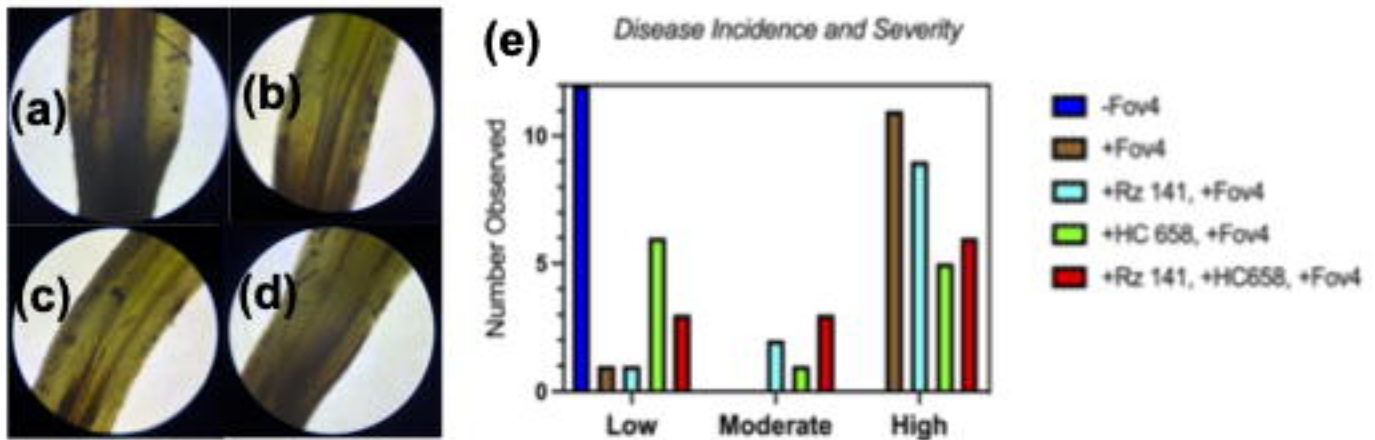 (a)
(b)
(c)
(d)
(e)
Disease Incidence and Severity
Number Observed
10
5
0
Low Moderate High
-Fov4
+Fov4
+Rz 141, +Fov4
+HC 658, +Fov4
+Rz 141, +HC658, +Fov4